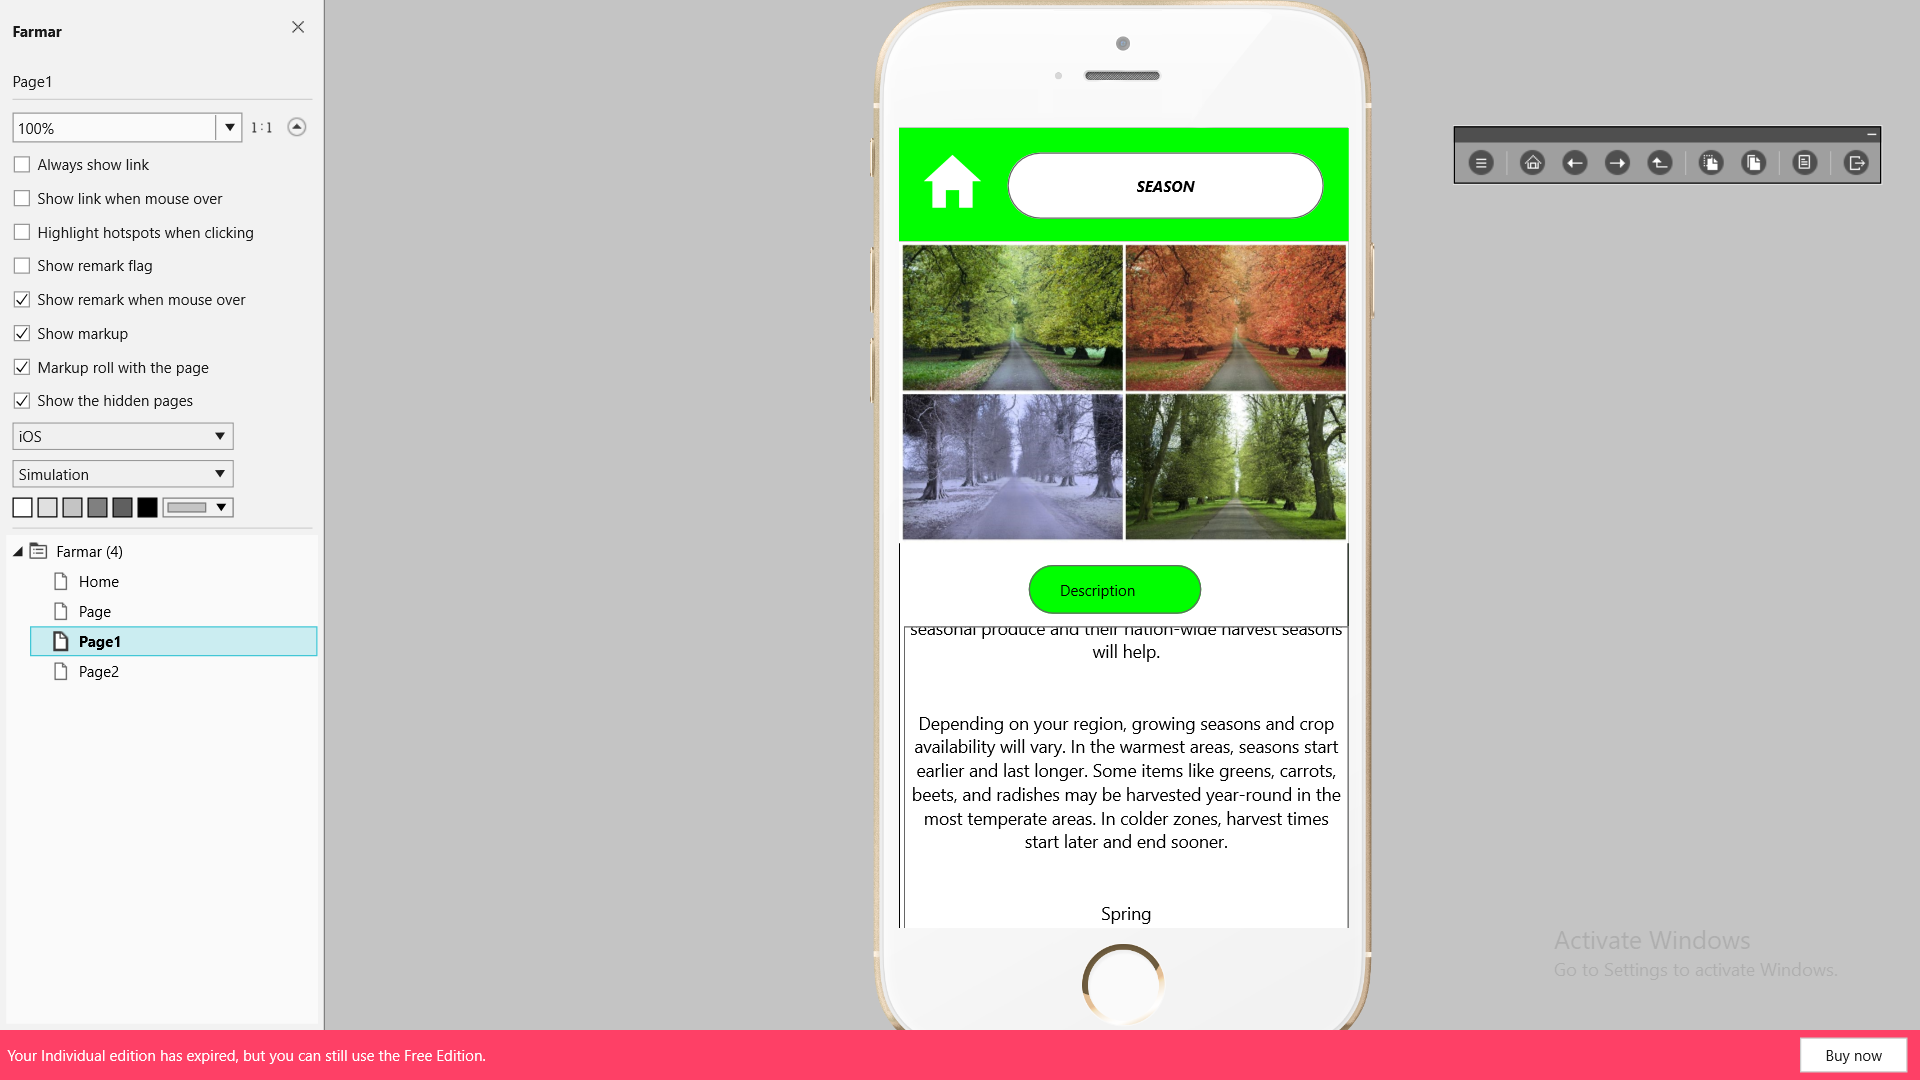 Farmar
Page1
100%
1:1
Always show link
Show link when mouse over
Highlight hotspots when clicking
Show remark flag
Show remark when mouse over
Show markup
Markup roll with the page
Show the hidden pages
iOS
Simulation
Farmar (4)
Home
Page
Page1
Page2
SEASON
Description
seasonal produce and their nation-wide harvest seasons
will help.
Depending on your region, growing seasons and crop
availability will vary. In the warmest areas, seasons start
earlier and last longer. Some items like greens, carrots,
beets, and radishes may be harvested year-round in the
most temperate areas. In colder zones, harvest times
start later and end sooner.
Spring
Activate Windows
Go to Settings to activate Windows.
Your Individual edition has expired, but you can still use the Free Edition.
Buy now